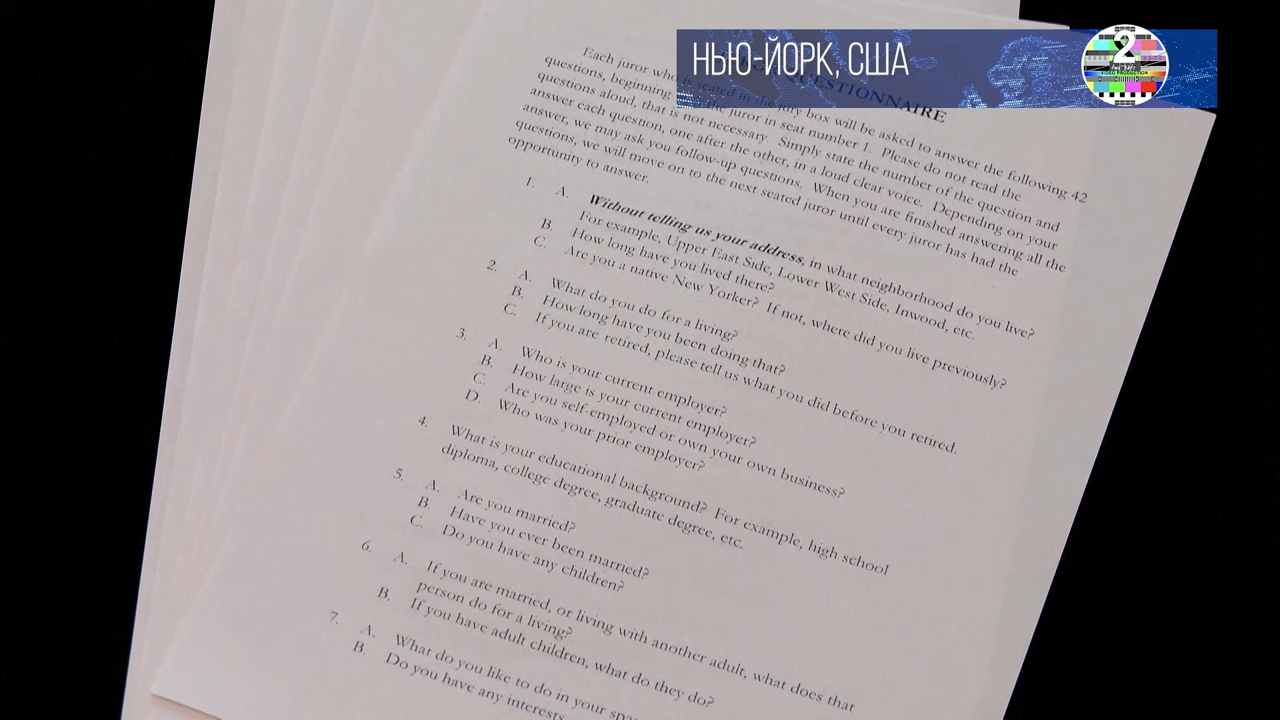 НЬЮ-ЙОРК, США
2
VIDEO PRODUCTION
QUESTIONNAIRE
Each juror who is seated in the jury box will be asked to answer the following 42
questions, beginning the juror in seat number 1. Please do not read the
questions aloud, that is not necessary. Simply state the number of the question and
answer each question, one after the other, in a loud clear voice. Depending on your
answer, we may ask you follow-up questions. When you are finished answering all the
questions, we will move on to the next seated juror until every juror has had the
opportunity to answer.
1. A. Without telling us your address, in what neighborhood do you live?
For example, Upper East Side, Lower West Side, Inwood, etc.
B. How long have you lived there?
C. Are you a native New Yorker? If not, where did you live previously?
2. A. What do you do for a living?
B. How long have you been doing that?
C. If you are retired, please tell us what you did before you retired.
3. A. Who is your current employer?
B. How large is your current employer?
C. Are you self-employed or own your own business?
D. Who was your prior employer?
4. What is your educational background? For example, high school
diploma, college degree, graduate degree, etc.
5. A. Are you married?
B. Have you ever been married?
C. Do you have any children?
6. A. If you are married, or living with another adult, what does that
person do for a living?
B. If you have adult children, what do they do?
7. A. What do you like to do in your
B. Do you have any interests